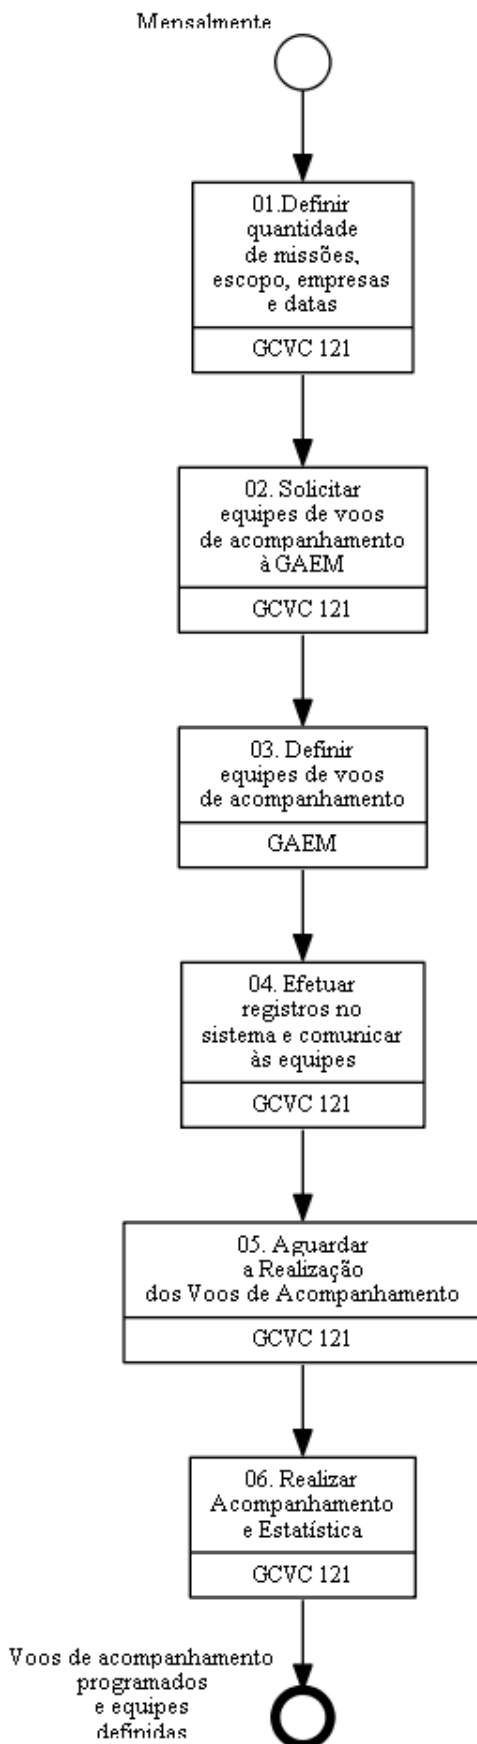 Mensalmente
01.Definir
quantidade
de missões,
escopo, empresas
e datas
GCVC 121
02. Solicitar
equipes de voos
de acompanhamento
à GAEM
GCVC 121
03. Definir
equipes de voos
de acompanhamento
GAEM
04. Efetuar
registros no
sistema e comunicar
às equipes
GCVC 121
05. Aguardar
a Realização
dos Voos de Acompanhamento
GCVC 121
06. Realizar
Acompanhamento
e Estatística
GCVC 121
Voos de acompanhamento
programados
e equipes
definidas